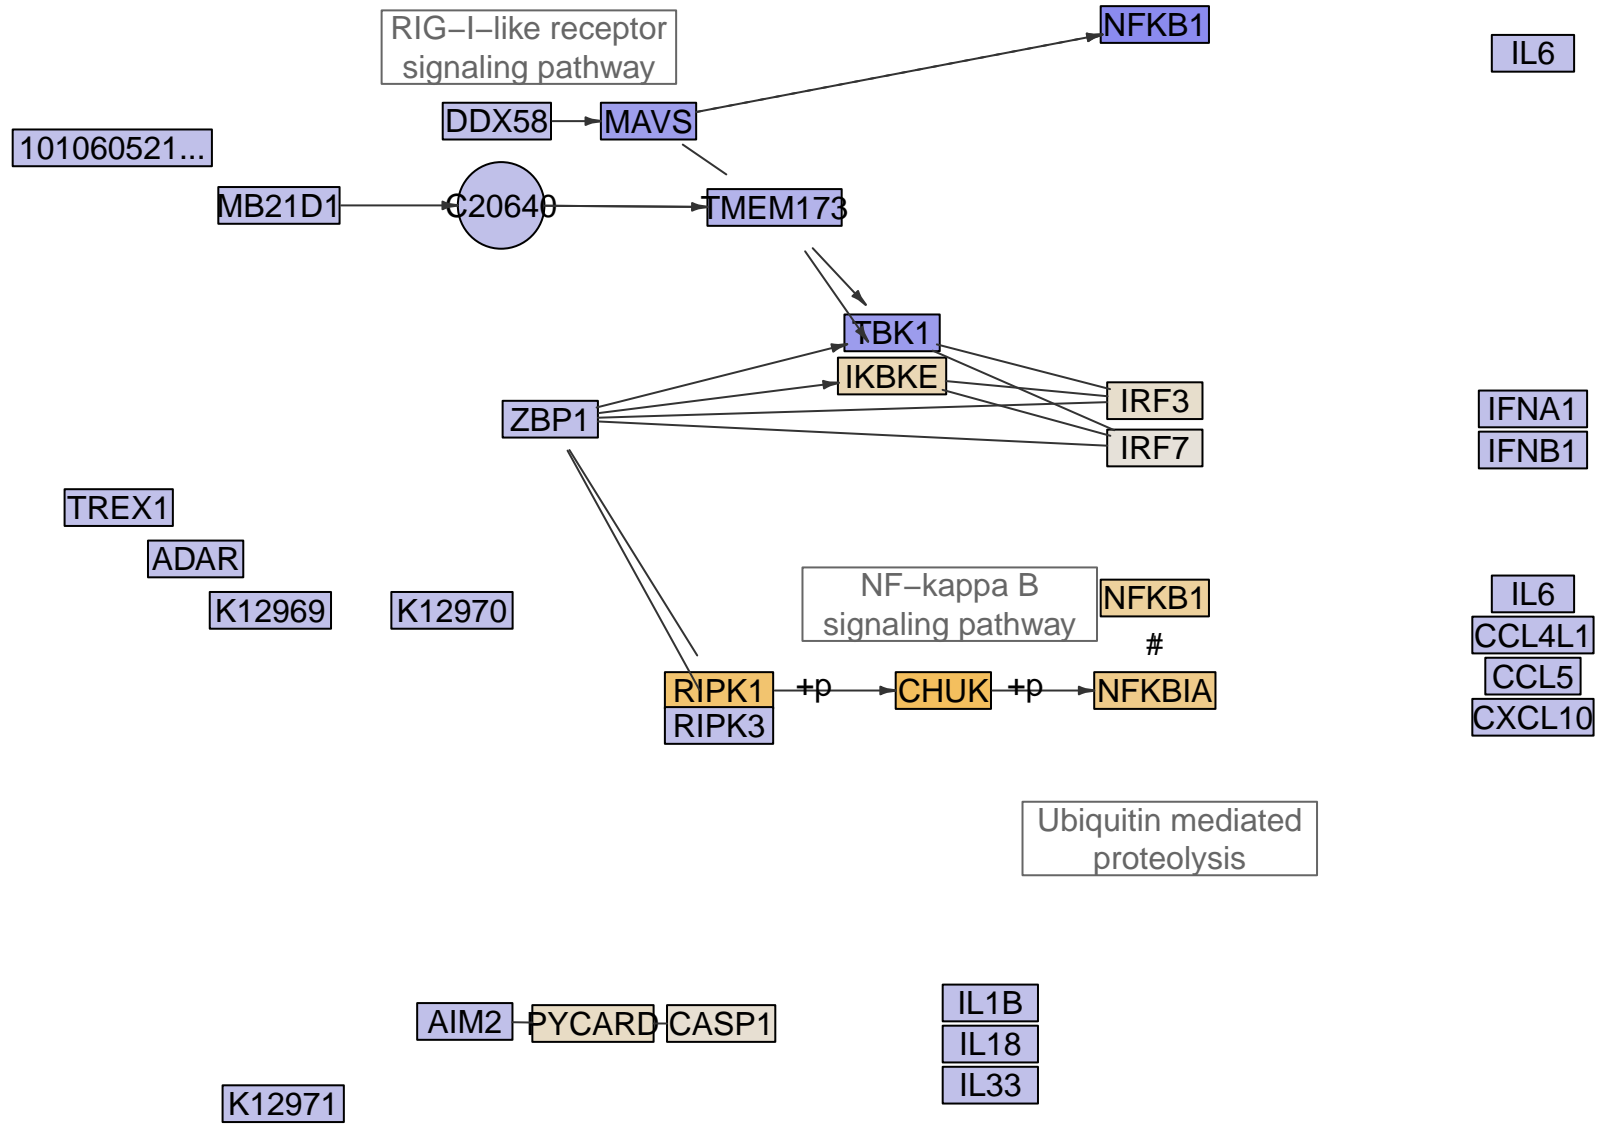 RIG−I−like receptor
signaling pathway
NFKB1
IL6
DDX58
MAVS
101060521...
MB21D1
C20640
TMEM173
TBK1
IKBKE
ZBP1
IRF3
IRF7
IFNA1
IFNB1
TREX1
ADAR
K12969
K12970
NF−kappa B
signaling pathway
NFKB1
#
IL6
CCL4L1
CCL5
CXCL10
RIPK1
+p
CHUK
+p
NFKBIA
RIPK3
Ubiquitin mediated
proteolysis
AIM2
PYCARD
CASP1
IL1B
IL18
IL33
K12971